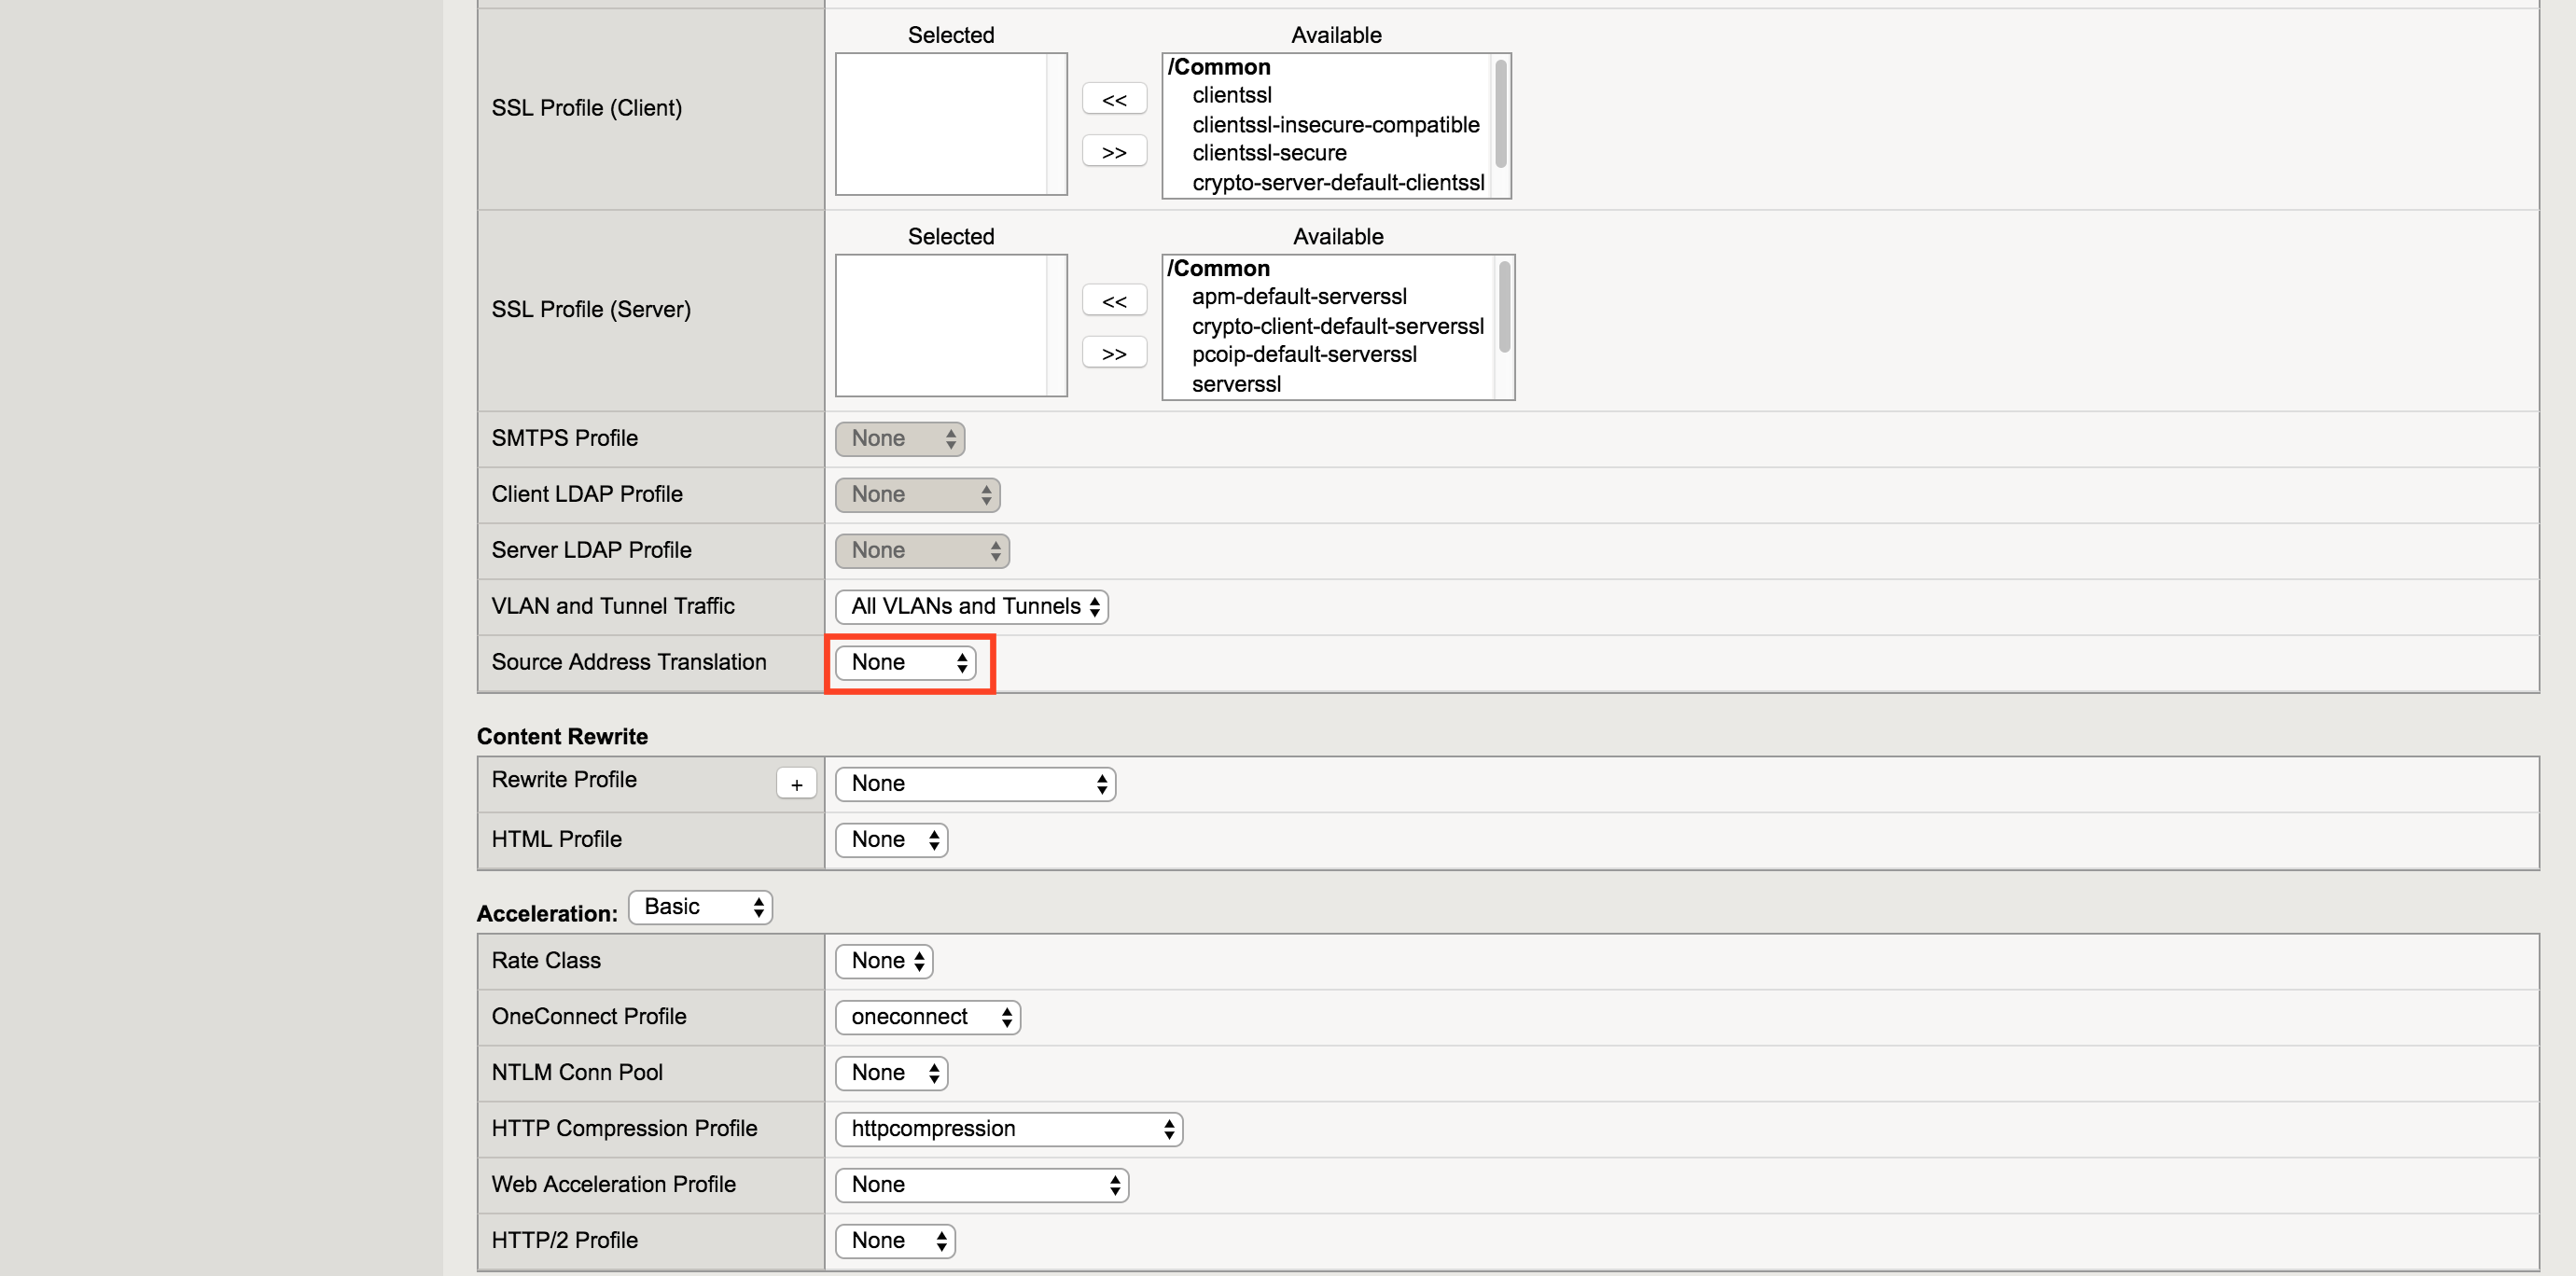 Selected Available
SSL Profile (Client)
/Common
clientssl
clientssl-insecure-compatible
clientssl-secure
crypto-server-default-clientssl
<<
>>
Selected Available
SSL Profile (Server)
/Common
apm-default-serverssl
crypto-client-default-serverssl
pcoip-default-serverssl
serverssl
<<
>>
SMTPS Profile None
Client LDAP Profile None
Server LDAP Profile None
VLAN and Tunnel Traffic All VLANs and Tunnels
Source Address Translation None
Content Rewrite
Rewrite Profile + None
HTML Profile None
Acceleration: Basic
Rate Class None
OneConnect Profile oneconnect
NTLM Conn Pool None
HTTP Compression Profile httpcompression
Web Acceleration Profile None
HTTP/2 Profile None